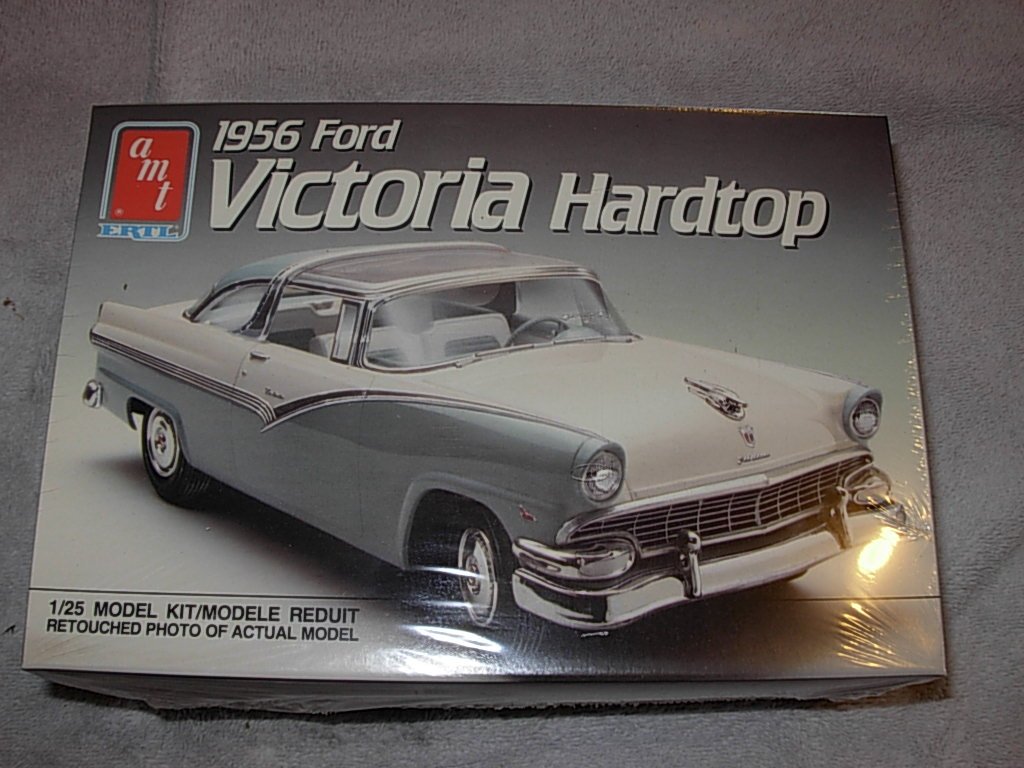 amt
®
ERTL
1956 Ford
Victoria Hardtop
1/25 MODEL KIT/MODELE REDUIT
RETOUCHED PHOTO OF ACTUAL MODEL